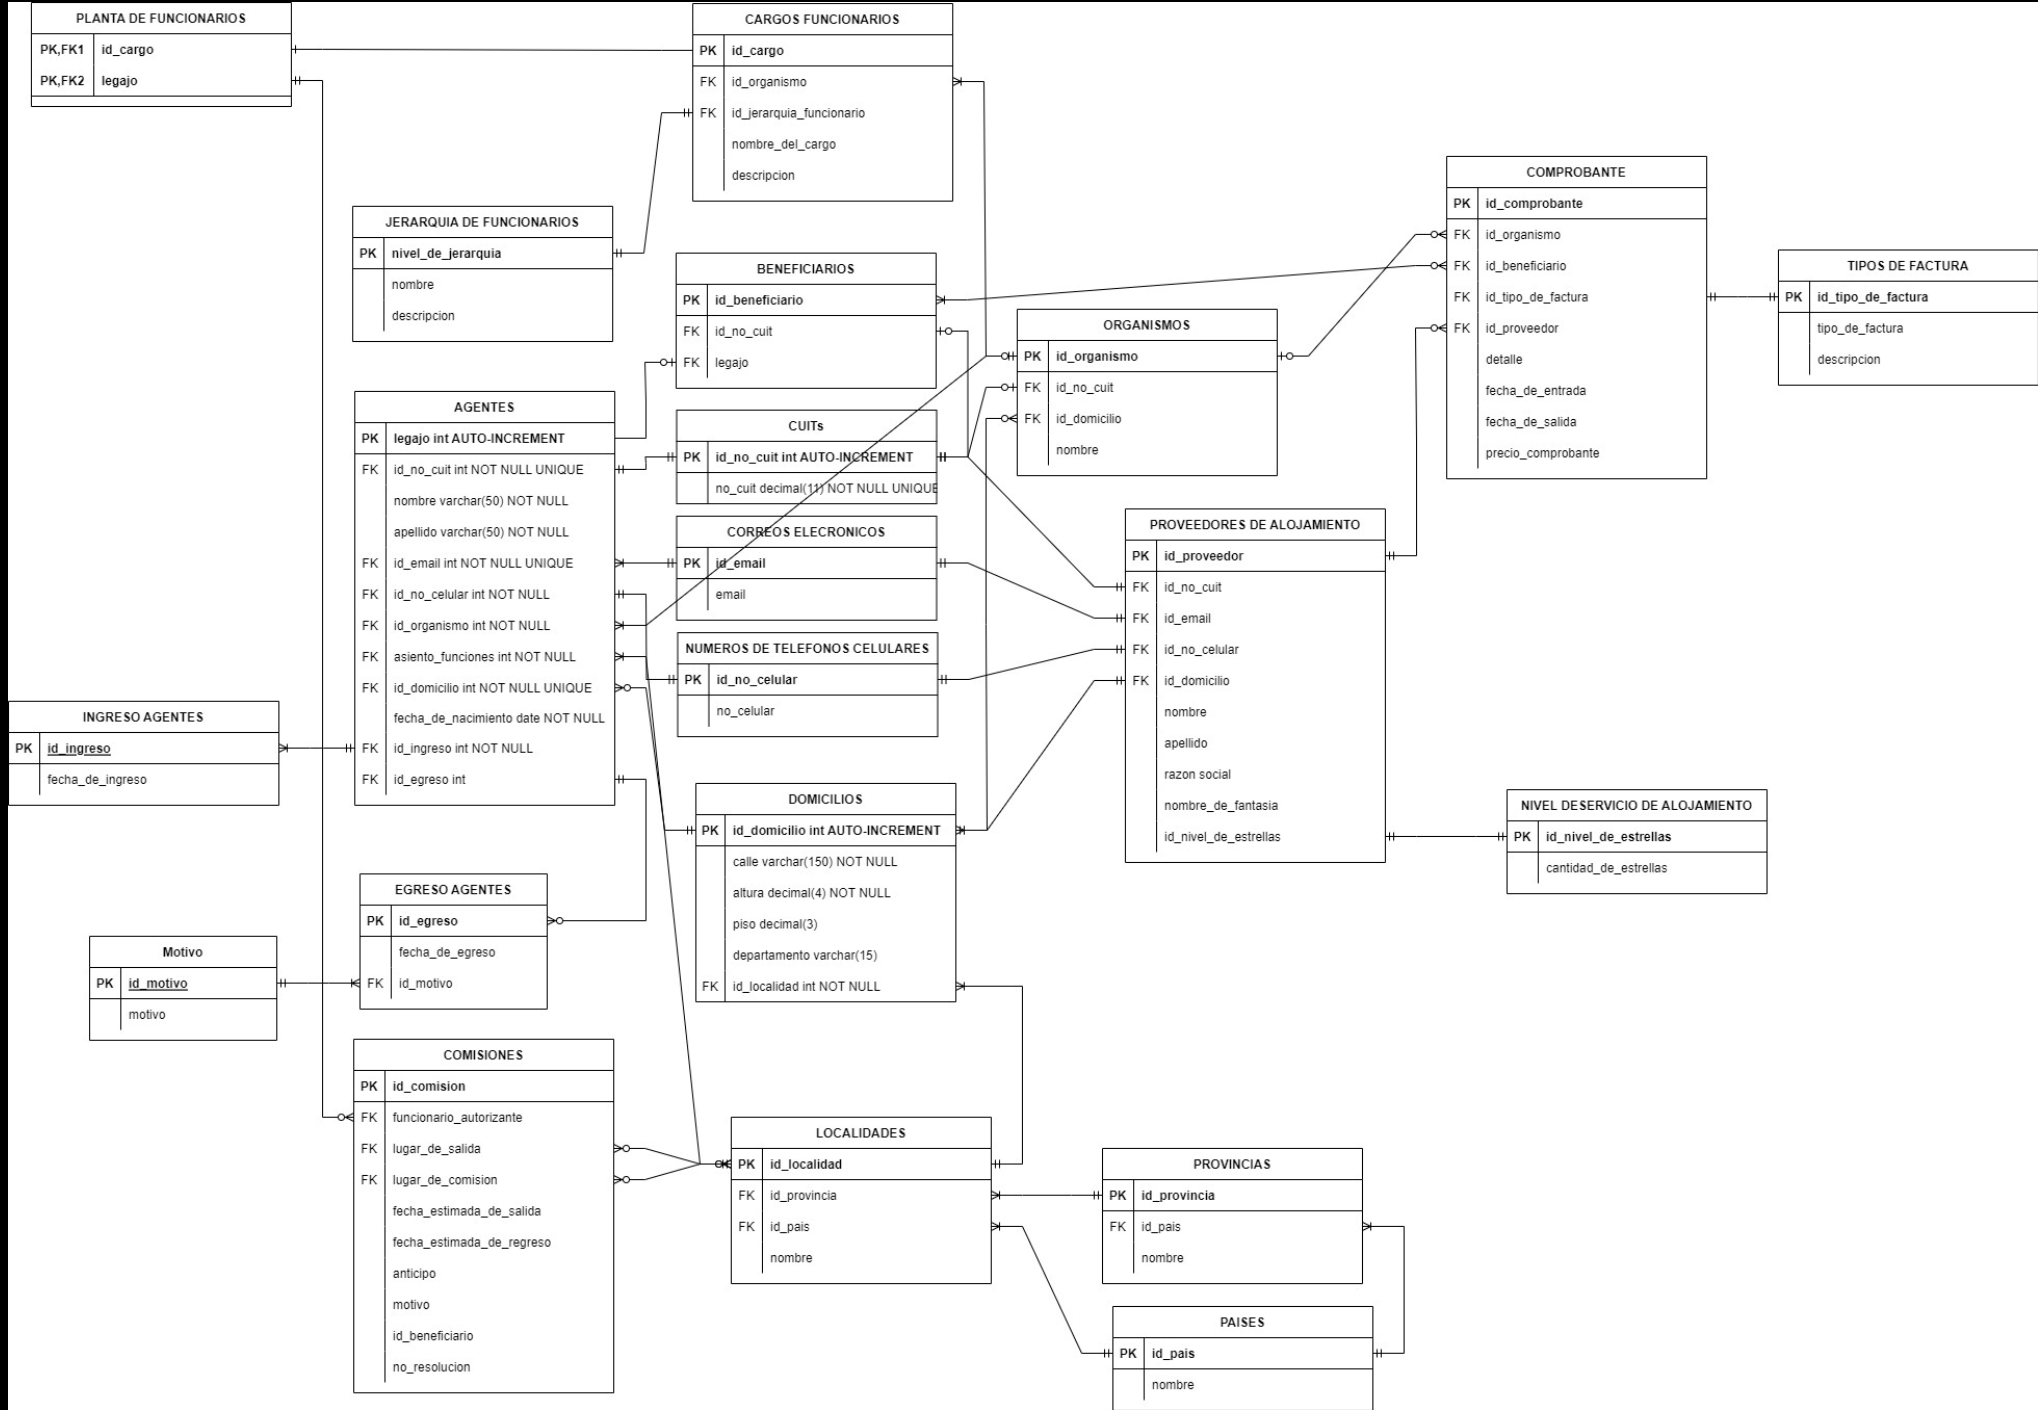 PLANTA DE FUNCIONARIOS
PK,FK1 id_cargo
PK,FK2 legajo
CARGOS FUNCIONARIOS
PK id_cargo
FK id_organismo
FK id_jerarquia_funcionario
nombre_del_cargo
descripcion
JERARQUIA DE FUNCIONARIOS
PK nivel_de_jerarquia
nombre
descripcion
BENEFICIARIOS
PK id_beneficiario
FK id_no_cuit
FK legajo
COMPROBANTE
PK id_comprobante
FK id_organismo
FK id_beneficiario
FK id_tipo_de_factura
FK id_proveedor
detalle
fecha_de_entrada
fecha_de_salida
precio_comprobante
TIPOS DE FACTURA
PK id_tipo_de_factura
tipo_de_factura
descripcion
ORGANISMOS
PK id_organismo
FK id_no_cuit
FK id_domicilio
nombre
AGENTES
PK legajo int AUTO-INCREMENT
FK id_no_cuit int NOT NULL UNIQUE
nombre varchar(50) NOT NULL
apellido varchar(50) NOT NULL
FK id_email int NOT NULL UNIQUE
FK id_no_celular int NOT NULL
FK id_organismo int NOT NULL
FK asiento_funciones int NOT NULL
FK id_domicilio int NOT NULL UNIQUE
fecha_de_nacimiento date NOT NULL
FK id_ingreso int NOT NULL
FK id_egreso int
CUITs
PK id_no_cuit int AUTO-INCREMENT
no_cuit decimal(11) NOT NULL UNIQUE
CORREOS ELECRONICOS
PK id_email
email
NUMEROS DE TELEFONOS CELULARES
PK id_no_celular
no_celular
PROVEEDORES DE ALOJAMIENTO
PK id_proveedor
FK id_no_cuit
FK id_email
FK id_no_celular
FK id_domicilio
nombre
apellido
razon social
nombre_de_fantasia
id_nivel_de_estrellas
INGRESO AGENTES
PK id_ingreso
fecha_de_ingreso
DOMICILIOS
PK id_domicilio int AUTO-INCREMENT
calle varchar(150) NOT NULL
altura decimal(4) NOT NULL
piso decimal(3)
departamento varchar(15)
FK id_localidad int NOT NULL
NIVEL DESERVICIO DE ALOJAMIENTO
PK id_nivel_de_estrellas
cantidad_de_estrellas
EGRESO AGENTES
PK id_egreso
fecha_de_egreso
FK id_motivo
Motivo
PK id_motivo
motivo
COMISIONES
PK id_comision
FK funcionario_autorizante
FK lugar_de_salida
FK lugar_de_comision
fecha_estimada_de_salida
fecha_estimada_de_regreso
anticipo
motivo
id_beneficiario
no_resolucion
LOCALIDADES
PK id_localidad
FK id_provincia
FK id_pais
nombre
PROVINCIAS
PK id_provincia
FK id_pais
nombre
PAISES
PK id_pais
nombre